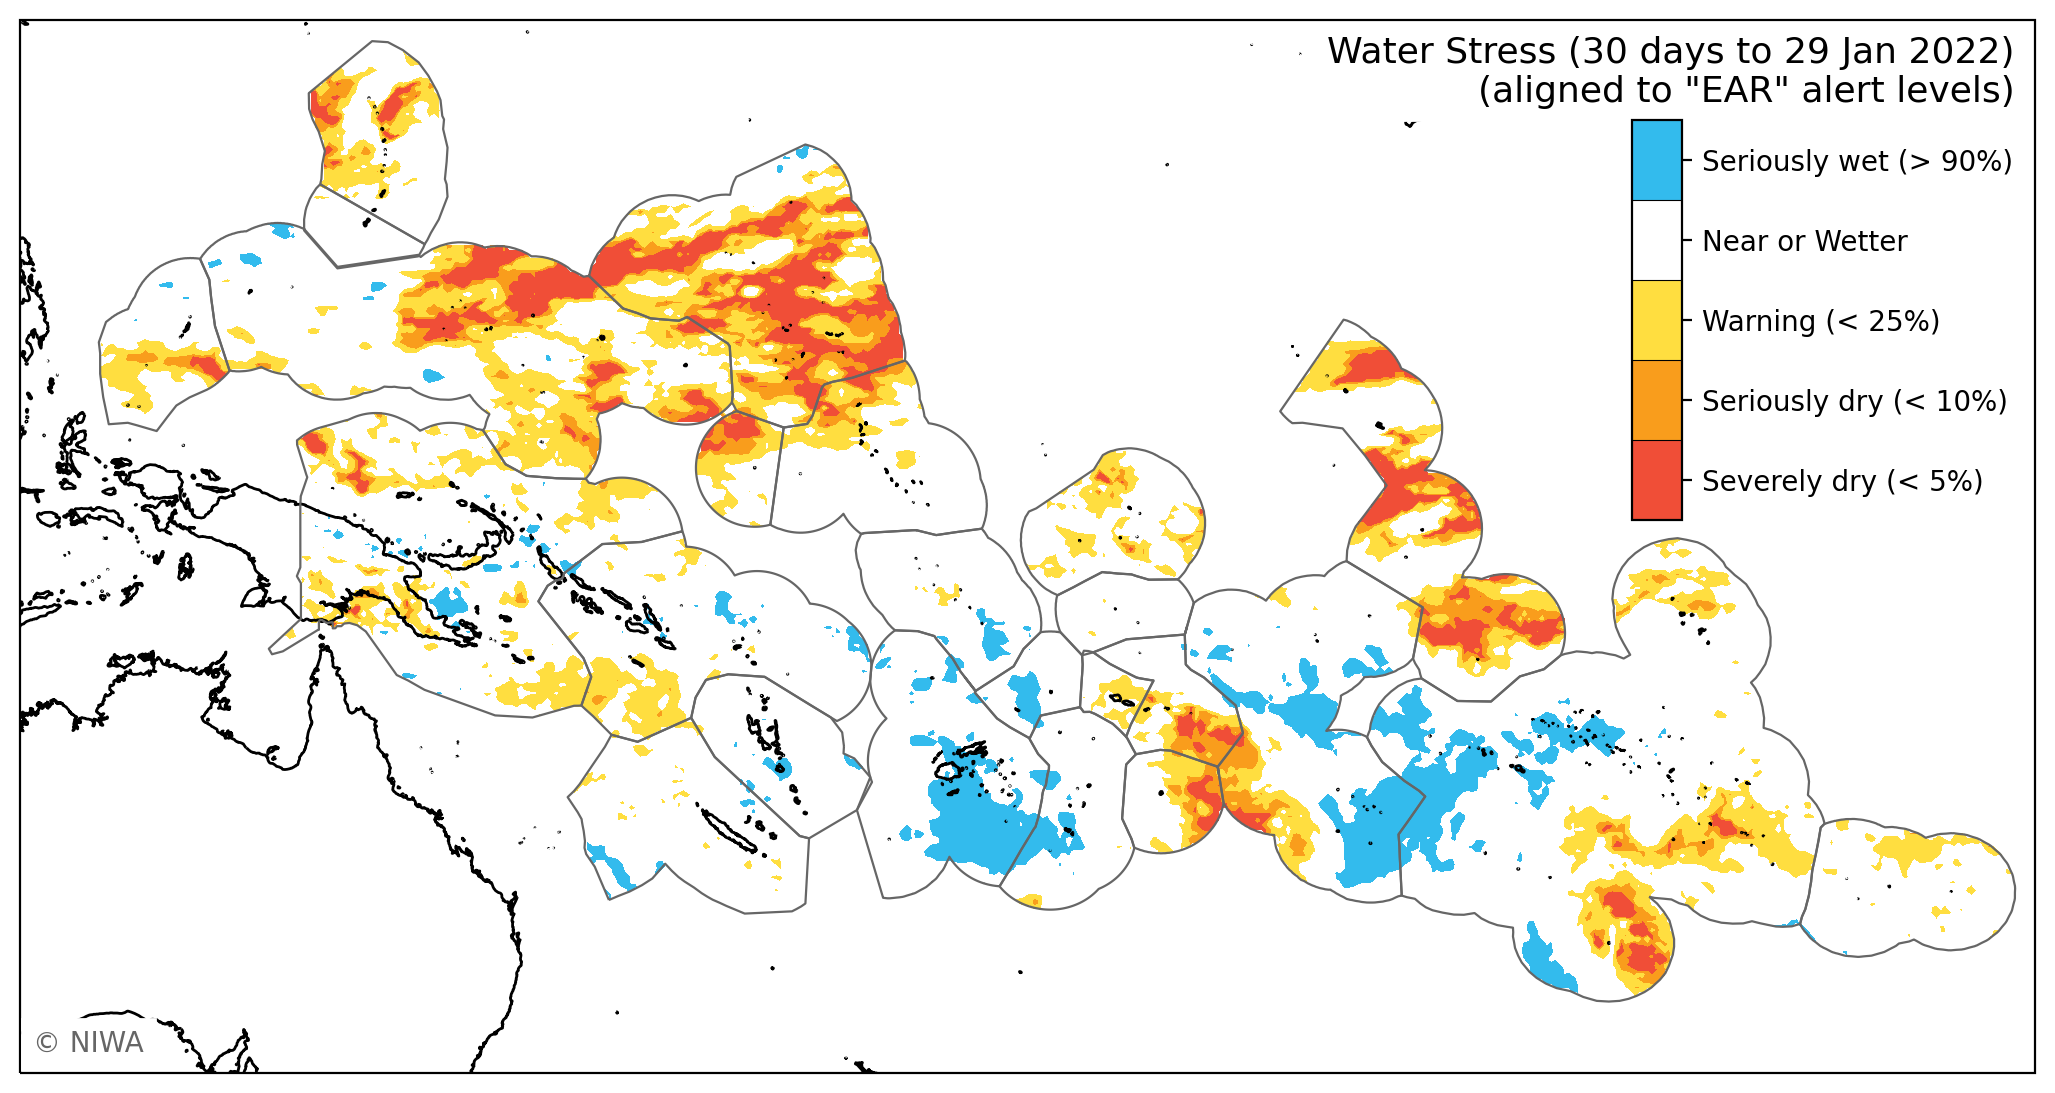 Water Stress (30 days to 29 Jan 2022)
(aligned to "EAR" alert levels)
Seriously wet (> 90%)
Near or Wetter
Warning (< 25%)
Seriously dry (< 10%)
Severely dry (< 5%)
© NIWA